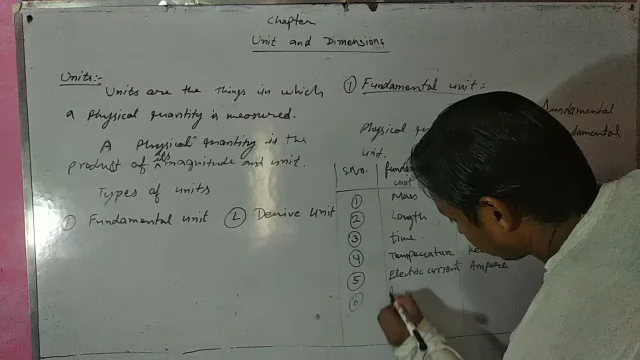 Chapter
Unit and Dimensions
Units:-
Units are the things in which
a physical quantity is measured.
A physical quantity is the
product of its magnitude and unit.
Types of units
① Fundamental unit ② Derive Unit
① Fundamental unit:-
fundamental
Physical
unit.
S.No.
unit
① Mass
② Length
③ time
④ Temperature
⑤ Electric current Ampere
⑥